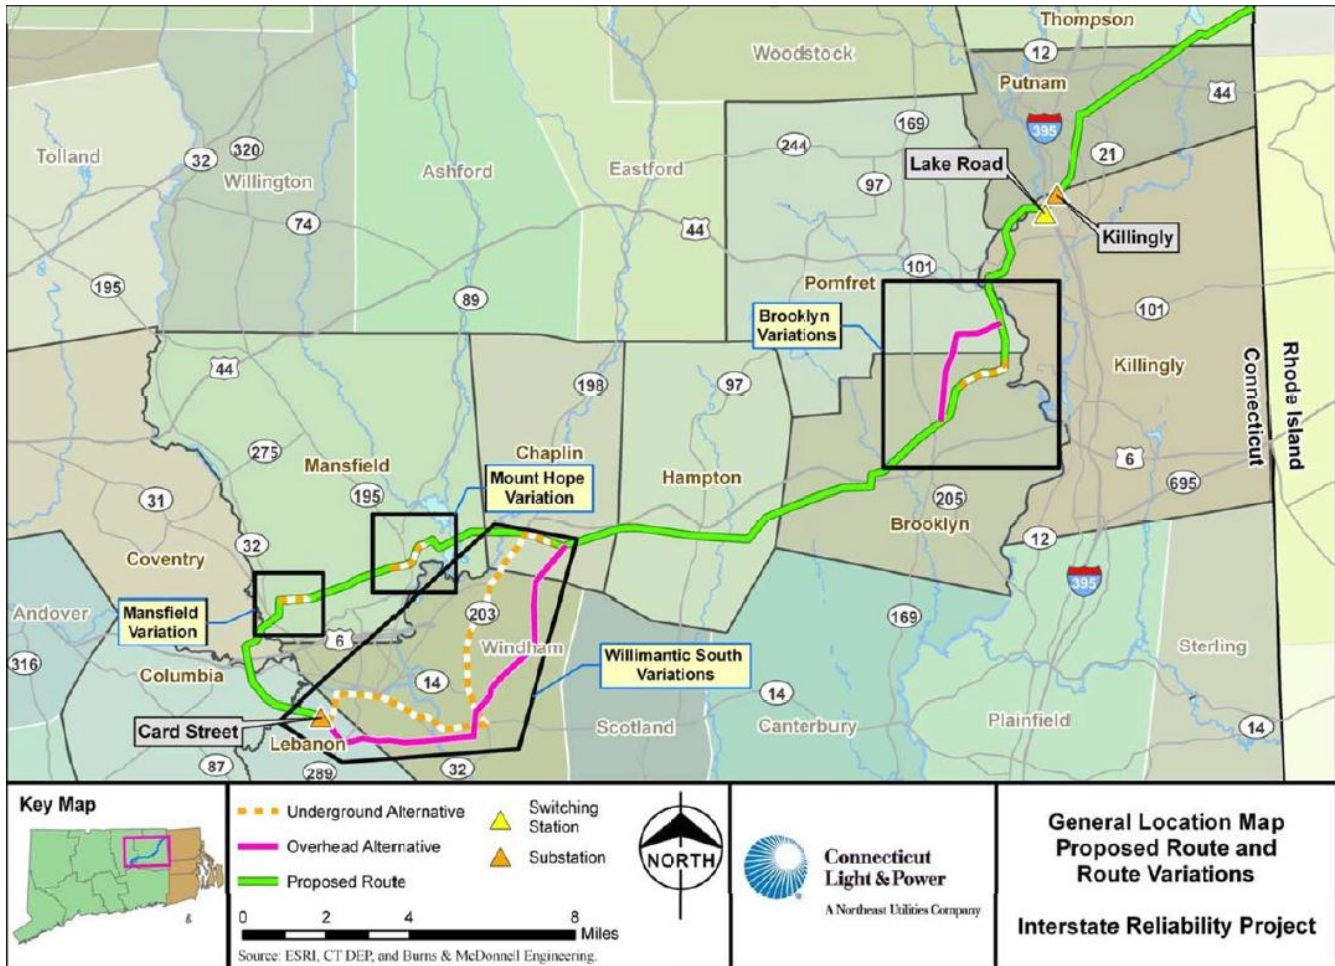 Thompson
12
Woodstock
Putnam
44
169
395
320
244
Tolland
32
Lake Road
21
Willington
Ashford
Eastford
97
74
44
Killingly
101
Pomfret
195
89
Brooklyn
Variations
101
Killingly
Rhode Island
Connecticut
44
198
97
Chaplin
275
Mansfield
Mount Hope
Variation
Hampton
6
195
695
31
205
Brooklyn
32
12
Coventry
395
Andover
Mansfield
Variation
203
169
6
Windham
Sterling
316
Columbia
Willimantic South
Variations
14
14
Plainfield
Card Street
Scotland
Canterbury
14
Lebanon
87
289
32
Key Map
Underground Alternative
Overhead Alternative
Proposed Route
Switching
Station
Substation
0 2 4 8
Miles
Source: ESRI, CT DEP, and Burns & McDonnell Engineering.
NORTH
Connecticut
Light & Power
A Northeast Utilities Company
General Location Map
Proposed Route and
Route Variations
Interstate Reliability Project